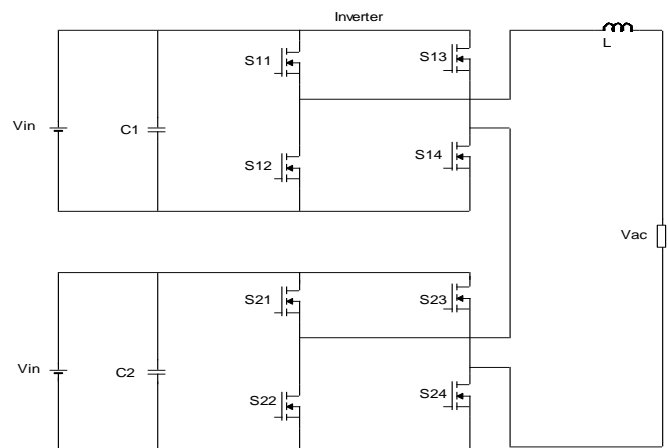 Inverter
S11
S13
L
Vin
C1
S12
S14
Vac
S21
S23
Vin
C2
S22
S24